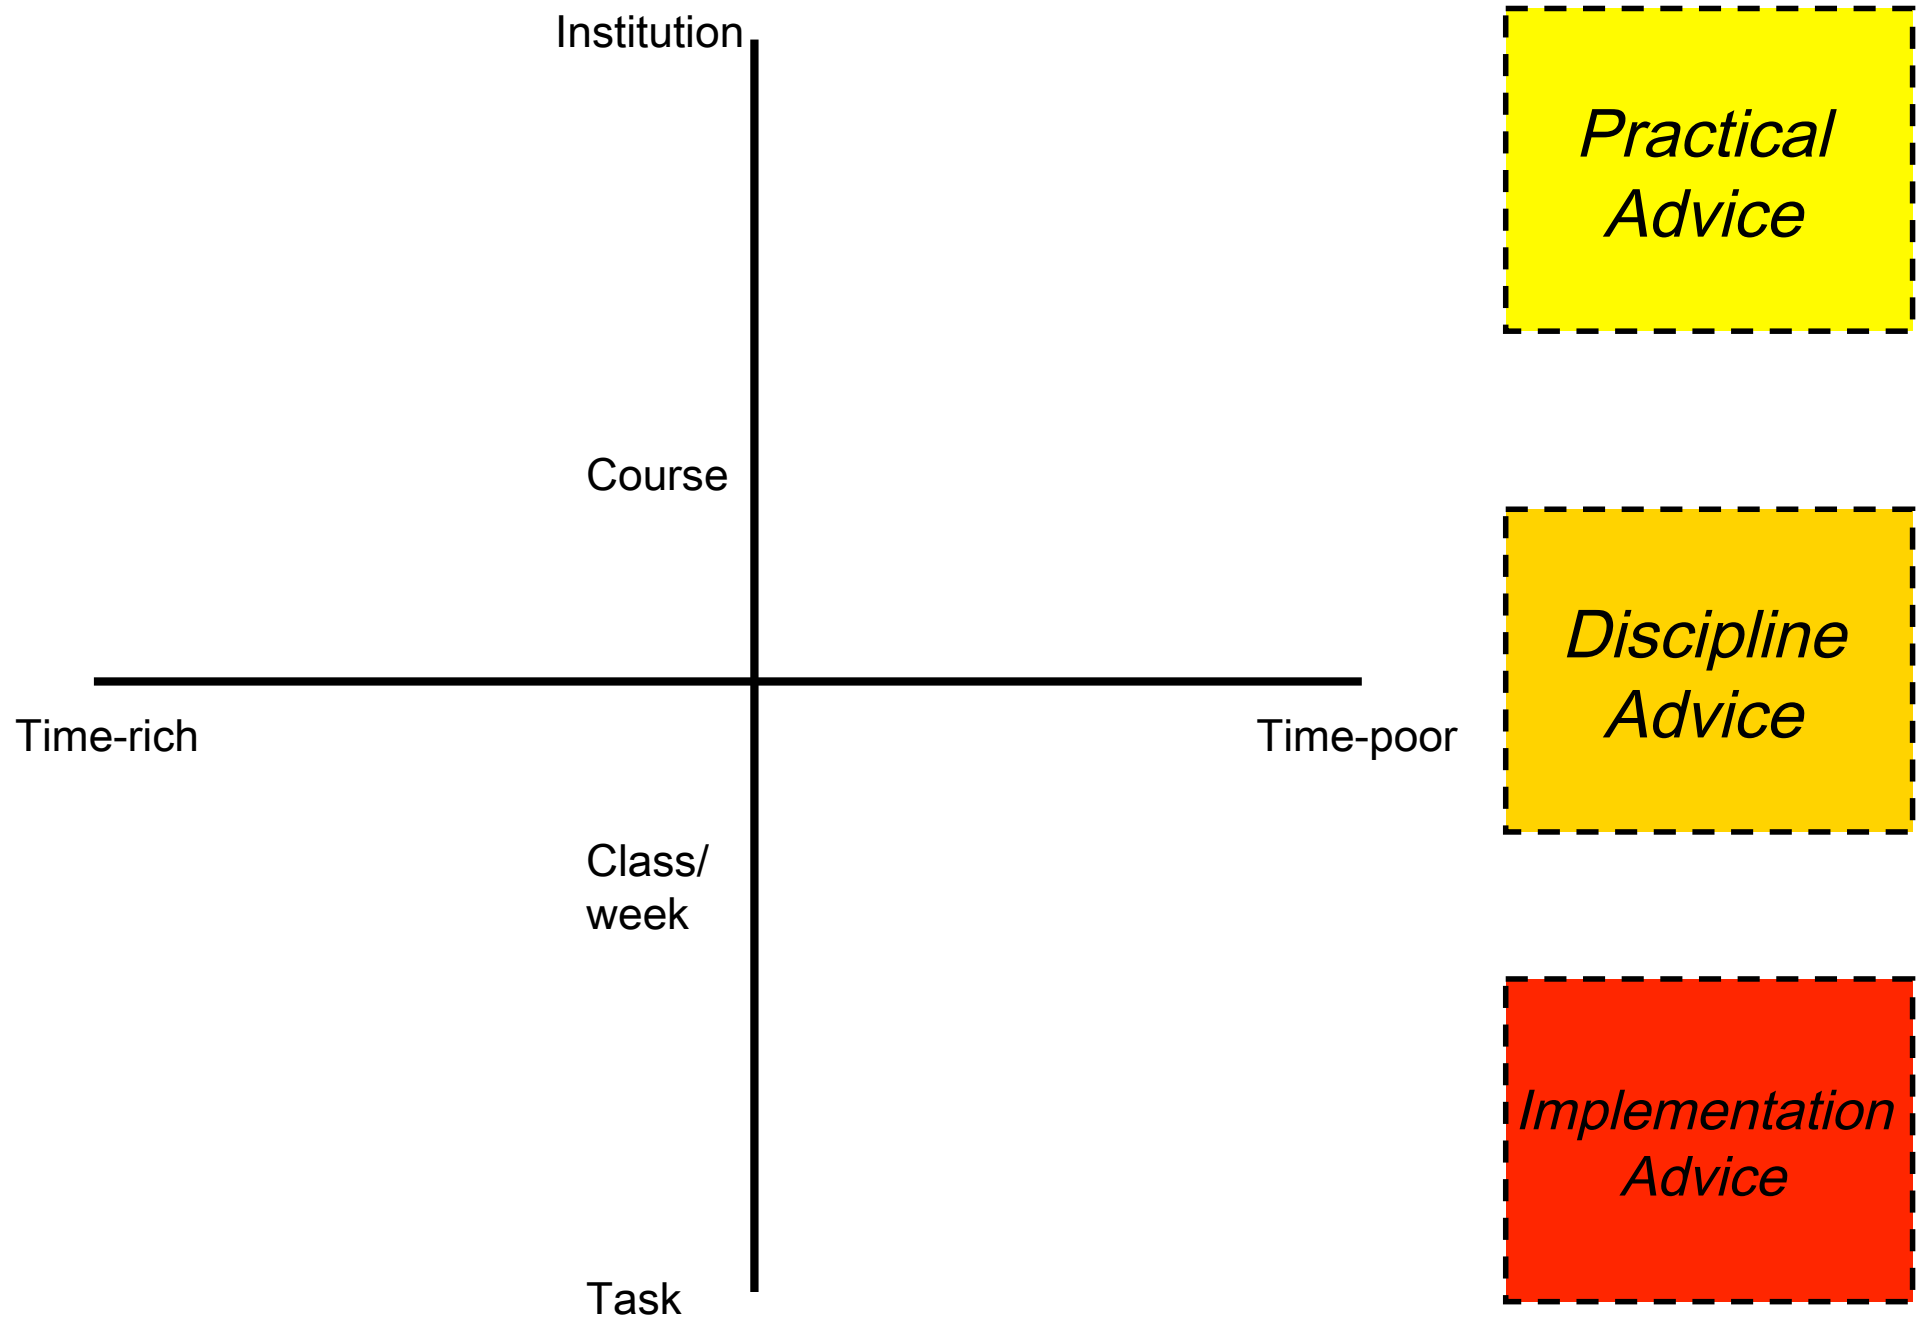 Institution
Course
Time-rich
Time-poor
Class/
week
Task
Practical
Advice
Discipline
Advice
Implementation
Advice